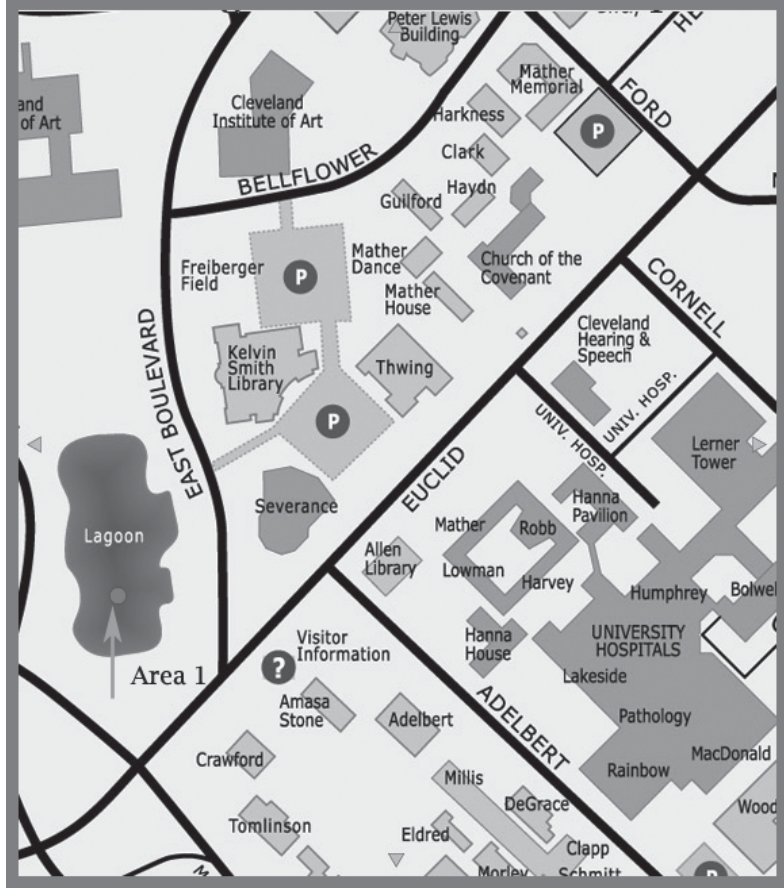 Peter Lewis
Building
Mather
Memorial
FORD
P
and
of Art
Cleveland
Institute of Art
Harkness
Clark
BELLFLOWER
Haydn
Guilford
Mather
Dance
Church of the
Covenant
Freiberger
Field
P
Mather
House
CORNELL
Cleveland
Hearing &
Speech
EAST BOULEVARD
Kelvin
Smith
Library
Thwing
UNIV. HOSP.
UNIV. HOSP.
P
Lerner
Tower
EUCLID
Severance
Hanna
Pavilion
Lagoon
Mather
Robb
Allen
Library
Lowman
Harvey
Humphrey
Bolwel
Hanna
House
UNIVERSITY
HOSPITALS
Visitor
Information
?
Area 1
Lakeside
Amasa
Stone
Adelbert
ADELBERT
Pathology
Crawford
MacDonald
Rainbow
Millis
DeGrace
Wood
Tomlinson
Eldred
Clapp
Morley
Schmitt
P